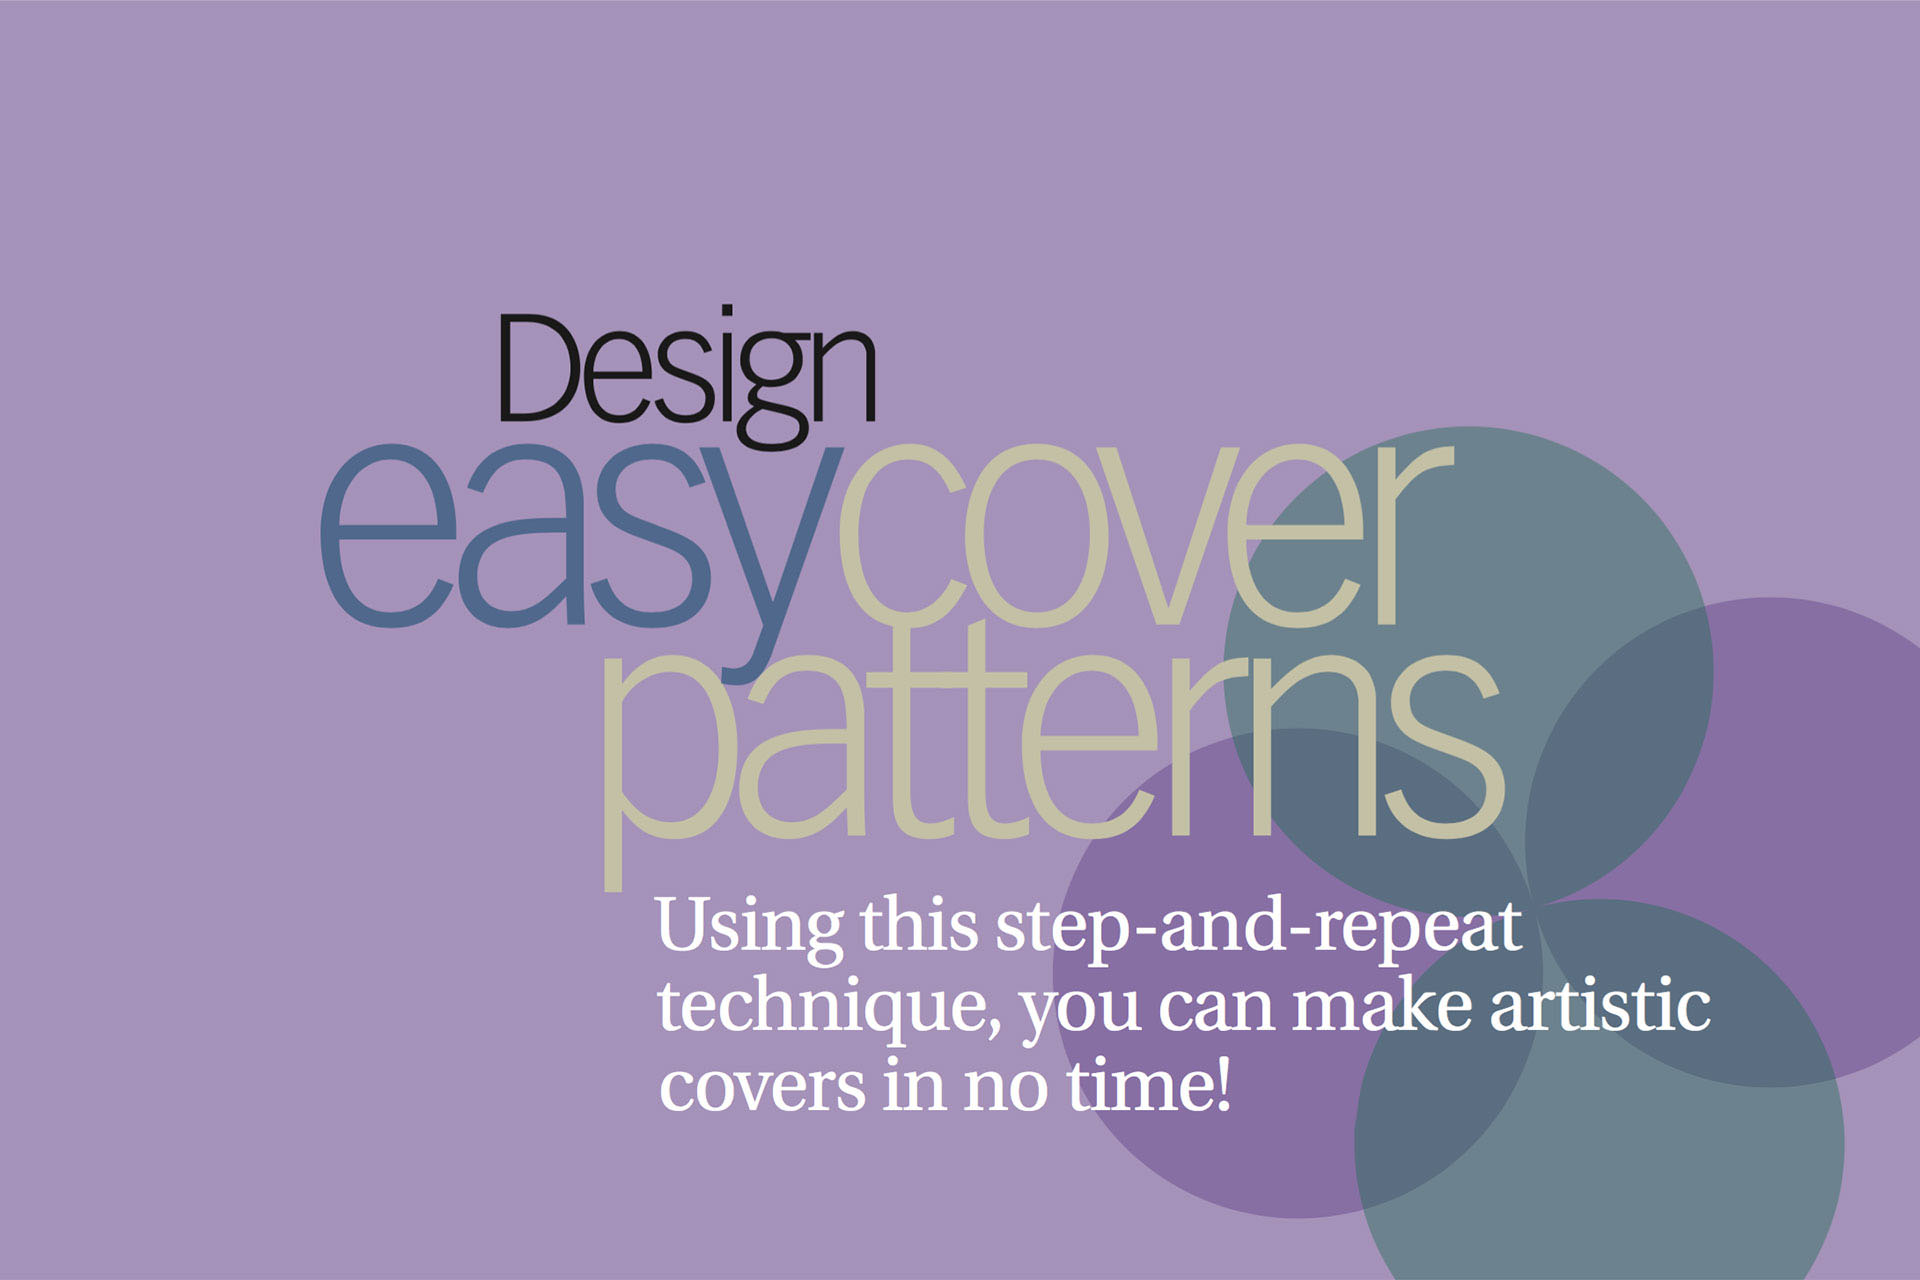 Design
easycover
patterns
Using this step-and-repeat
technique, you can make artistic
covers in no time!